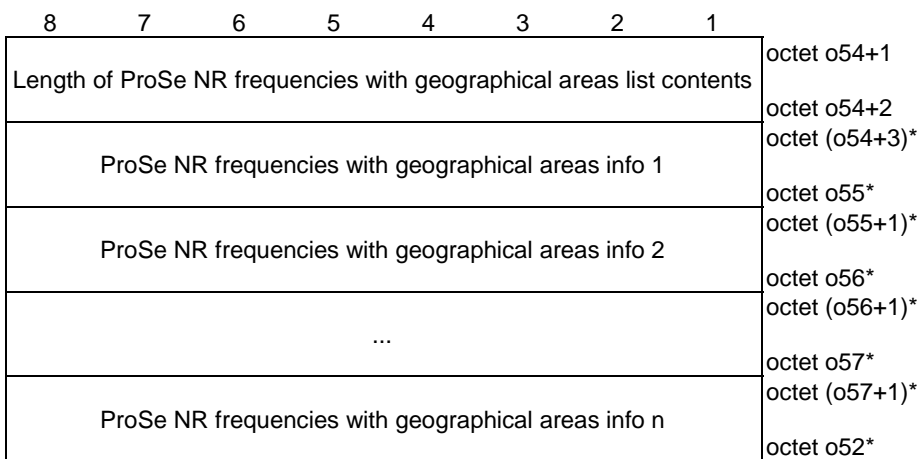 8 7 6 5 4 3 2 1
octet o54+1
Length of ProSe NR frequencies with geographical areas list contents
octet o54+2
octet (o54+3)*
ProSe NR frequencies with geographical areas info 1
octet o55*
octet (o55+1)*
ProSe NR frequencies with geographical areas info 2
octet o56*
octet (o56+1)*
...
octet o57*
octet (o57+1)*
ProSe NR frequencies with geographical areas info n
octet o52*